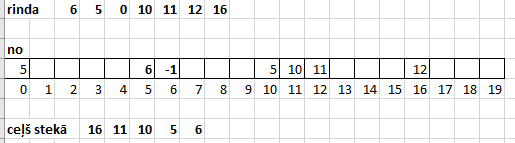 rinda 6 5 0 10 11 12 16
no
5 6 -1 5 10 11 12
0 1 2 3 4 5 6 7 8 9 10 11 12 13 14 15 16 17 18 19
ceļš stekā 16 11 10 5 6